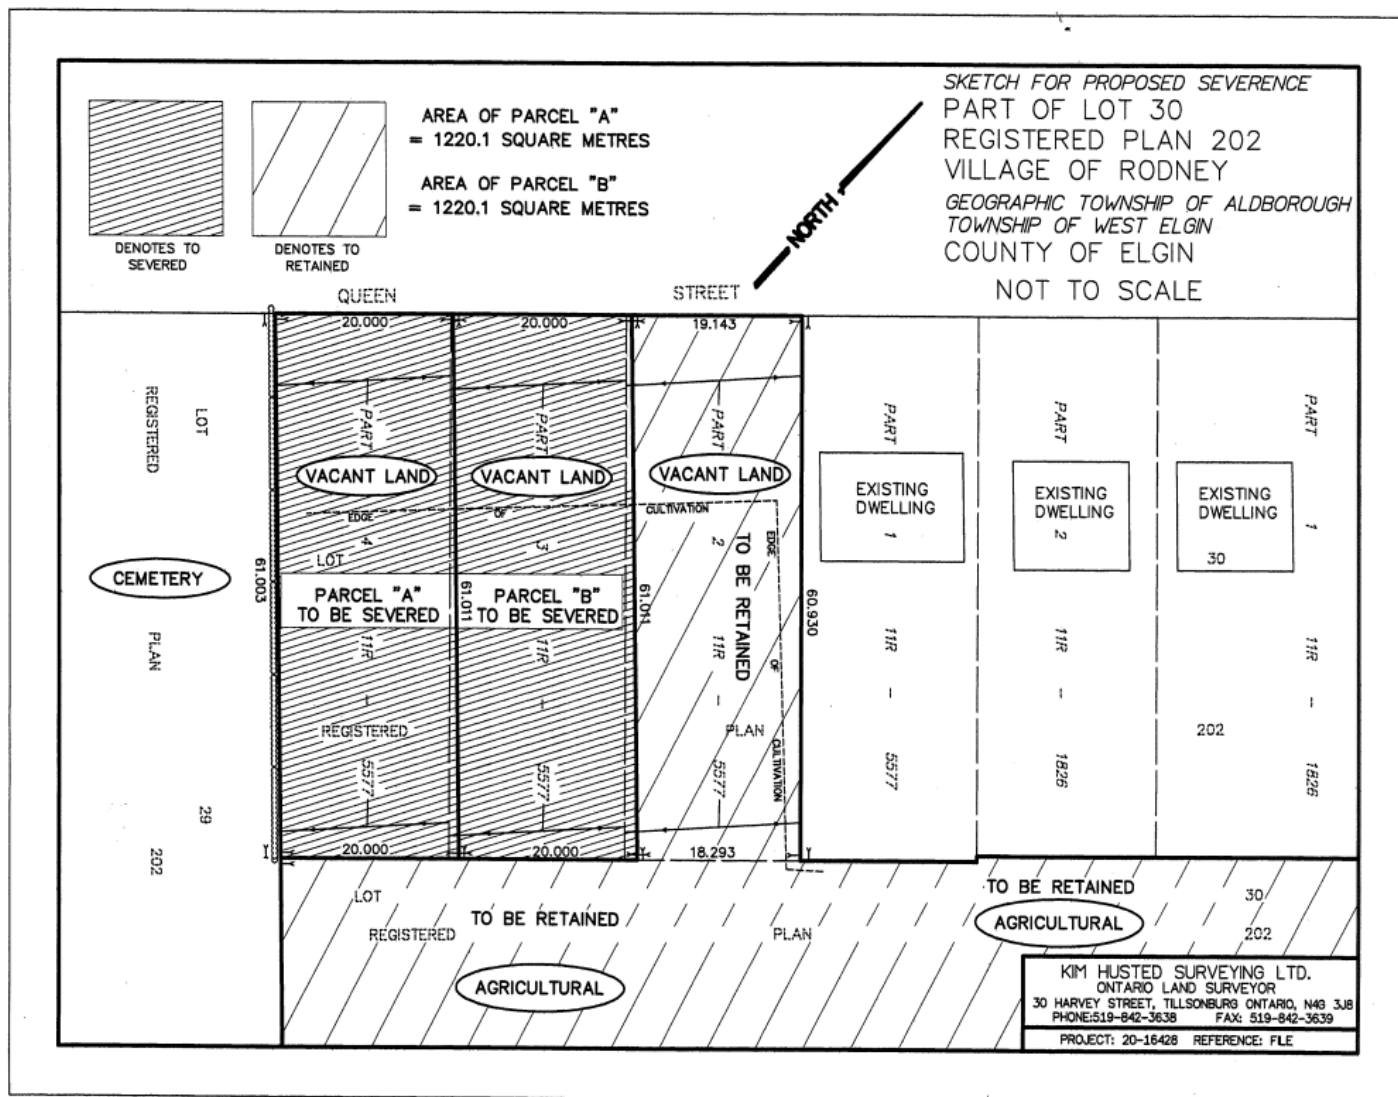 SKETCH FOR PROPOSED SEVERENCE
PART OF LOT 30
REGISTERED PLAN 202
VILLAGE OF RODNEY
GEOGRAPHIC TOWNSHIP OF ALDBOROUGH
TOWNSHIP OF WEST ELGIN
COUNTY OF ELGIN
NOT TO SCALE
AREA OF PARCEL "A"
= 1220.1 SQUARE METRES
AREA OF PARCEL "B"
= 1220.1 SQUARE METRES
DENOTES TO
SEVERED
DENOTES TO
RETAINED
NORTH
QUEEN STREET
20.000
20.000
19.143
LOT 29
REGISTERED PLAN 202
CEMETERY
61.003
PART 4
11R - 5577
VACANT LAND
PARCEL "A"
TO BE SEVERED
61.011
PART 3
11R - 5577
VACANT LAND
PARCEL "B"
TO BE SEVERED
61.011
PART 2
11R - 5577
VACANT LAND
TO BE RETAINED
EDGE OF CULTIVATION
EDGE OF CULTIVATION
60.930
LOT 30
REGISTERED PLAN 202
PART 1
11R - 5577
EXISTING
DWELLING
PART 2
11R - 1826
EXISTING
DWELLING
PART 1
11R - 1826
EXISTING
DWELLING
20.000
20.000
18.293
LOT 30
REGISTERED PLAN 202
TO BE RETAINED
AGRICULTURAL
TO BE RETAINED
AGRICULTURAL
KIM HUSTED SURVEYING LTD.
ONTARIO LAND SURVEYOR
30 HARVEY STREET, TILLSONBURG ONTARIO, N4G 3J8
PHONE:519-842-3638 FAX: 519-842-3639
PROJECT: 20-16428 REFERENCE: FILE